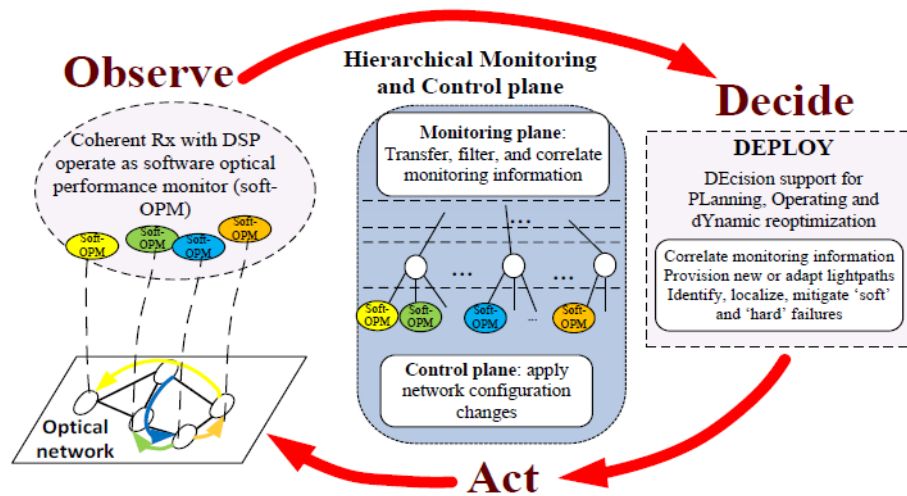 Observe
Coherent Rx with DSP
operate as software optical
performance monitor (soft-
OPM)
Soft-
OPM
Soft-
OPM
Soft-
OPM
Soft-
OPM
Optical
network
Hierarchical Monitoring
and Control plane
Monitoring plane:
Transfer, filter, and correlate
monitoring information
...
...
...
Soft-
OPM
Soft-
OPM
Soft-
OPM
...
Soft-
OPM
Control plane: apply
network configuration
changes
Decide
DEPLOY
DEcision support for
PLanning, Operating and
dYnamic reoptimization
Correlate monitoring information
Provision new or adapt lightpaths
Identify, localize, mitigate ‘soft’
and ‘hard’ failures
Act